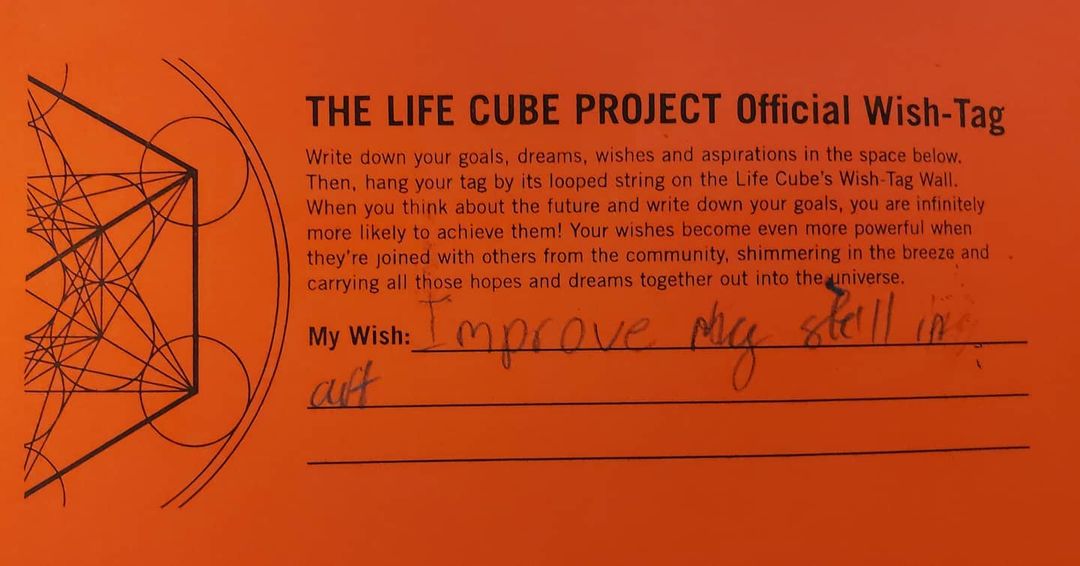 THE LIFE CUBE PROJECT Official Wish-Tag
Write down your goals, dreams, wishes and aspirations in the space below.
Then, hang your tag by its looped string on the Life Cube's Wish-Tag Wall.
When you think about the future and write down your goals, you are infinitely
more likely to achieve them! Your wishes become even more powerful when
they're joined with others from the community, shimmering in the breeze and
carrying all those hopes and dreams together out into the universe.
My Wish: Improve my skill in
art